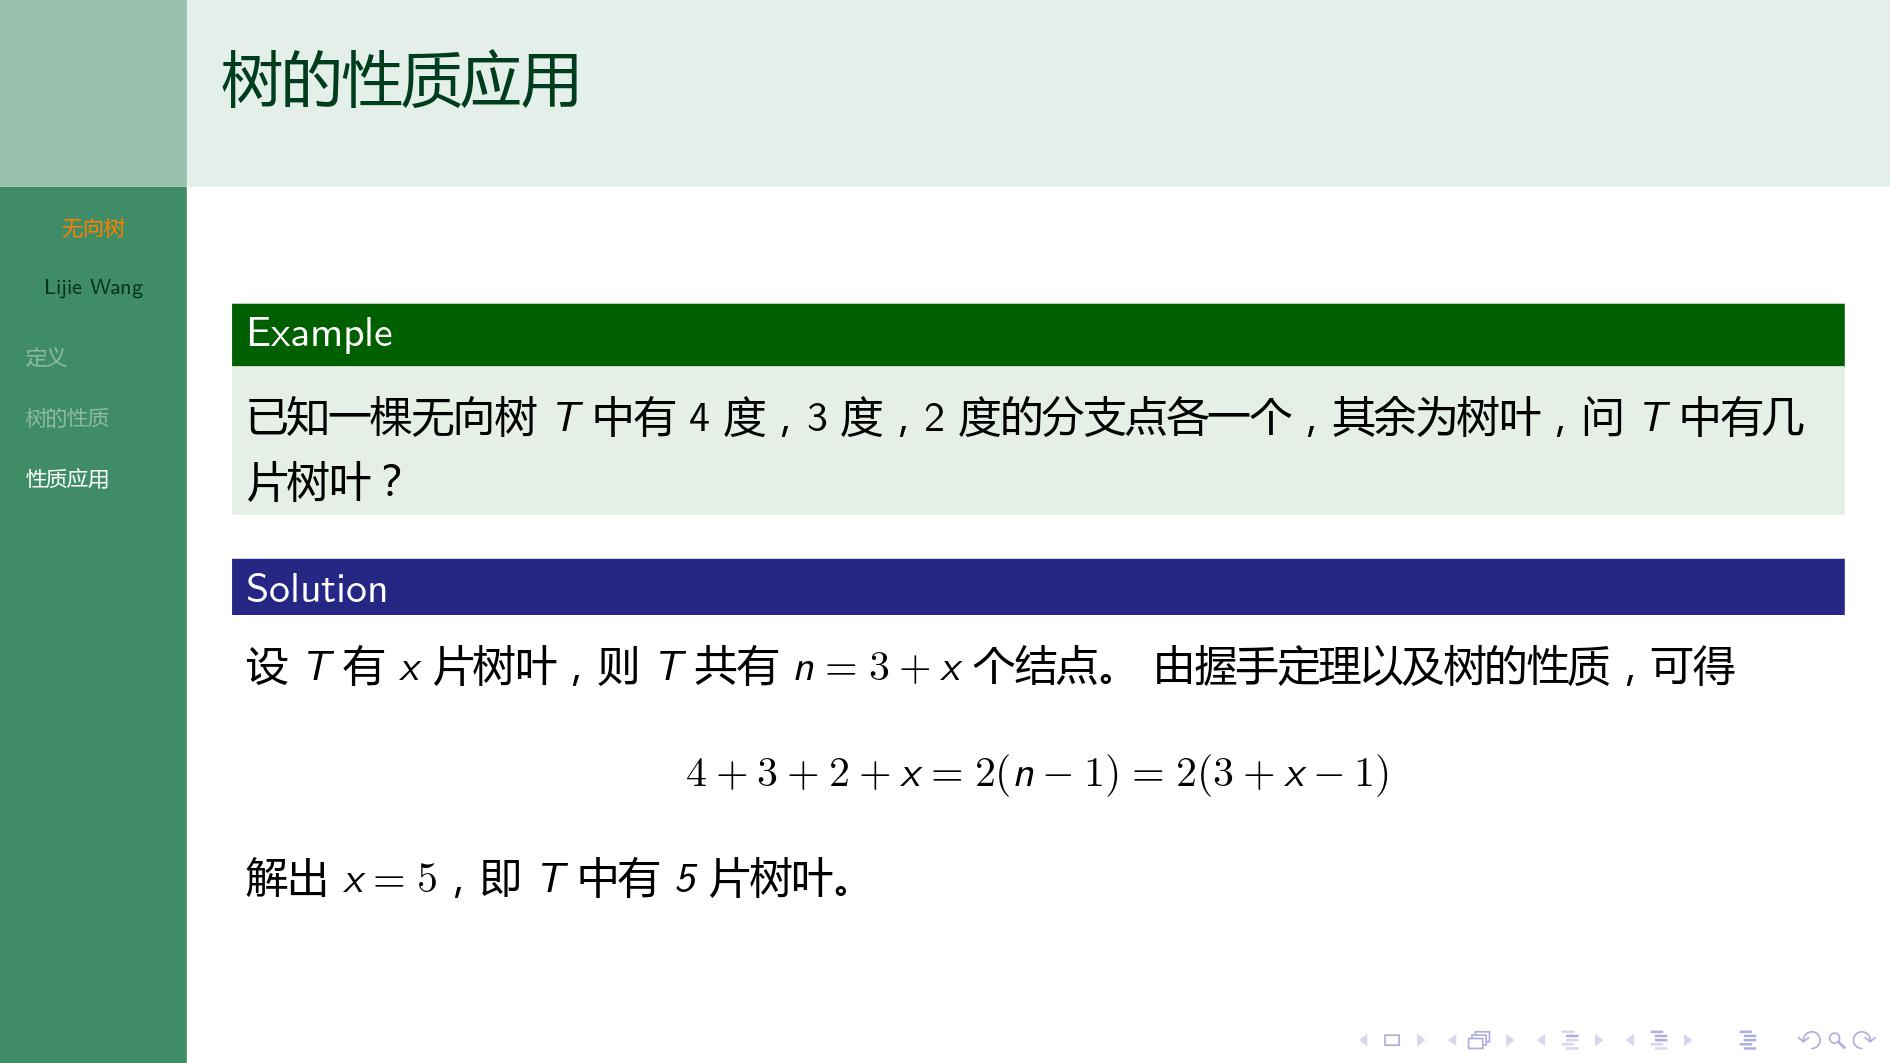 树的性质应用
无向树
Lijie Wang
定义
树的性质
性质应用
Example
已知一棵无向树 T 中有 4 度，3 度，2 度的分支点各一个，其余为树叶，问 T 中有几
片树叶？
Solution
设 T 有 x 片树叶，则 T 共有 n = 3 + x 个结点。 由握手定理以及树的性质，可得
4 + 3 + 2 + x = 2(n − 1) = 2(3 + x − 1)
解出 x = 5，即 T 中有 5 片树叶。